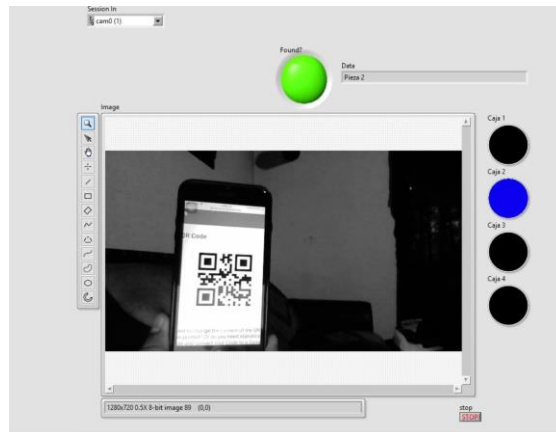 Session In
cam0 (1)
Found?
Data
Pieza 2
Image
Caja 1
Caja 2
Caja 3
Caja 4
QR Code
1280x720 0.5X 8-bit image 89 (0,0)
stop
STOP